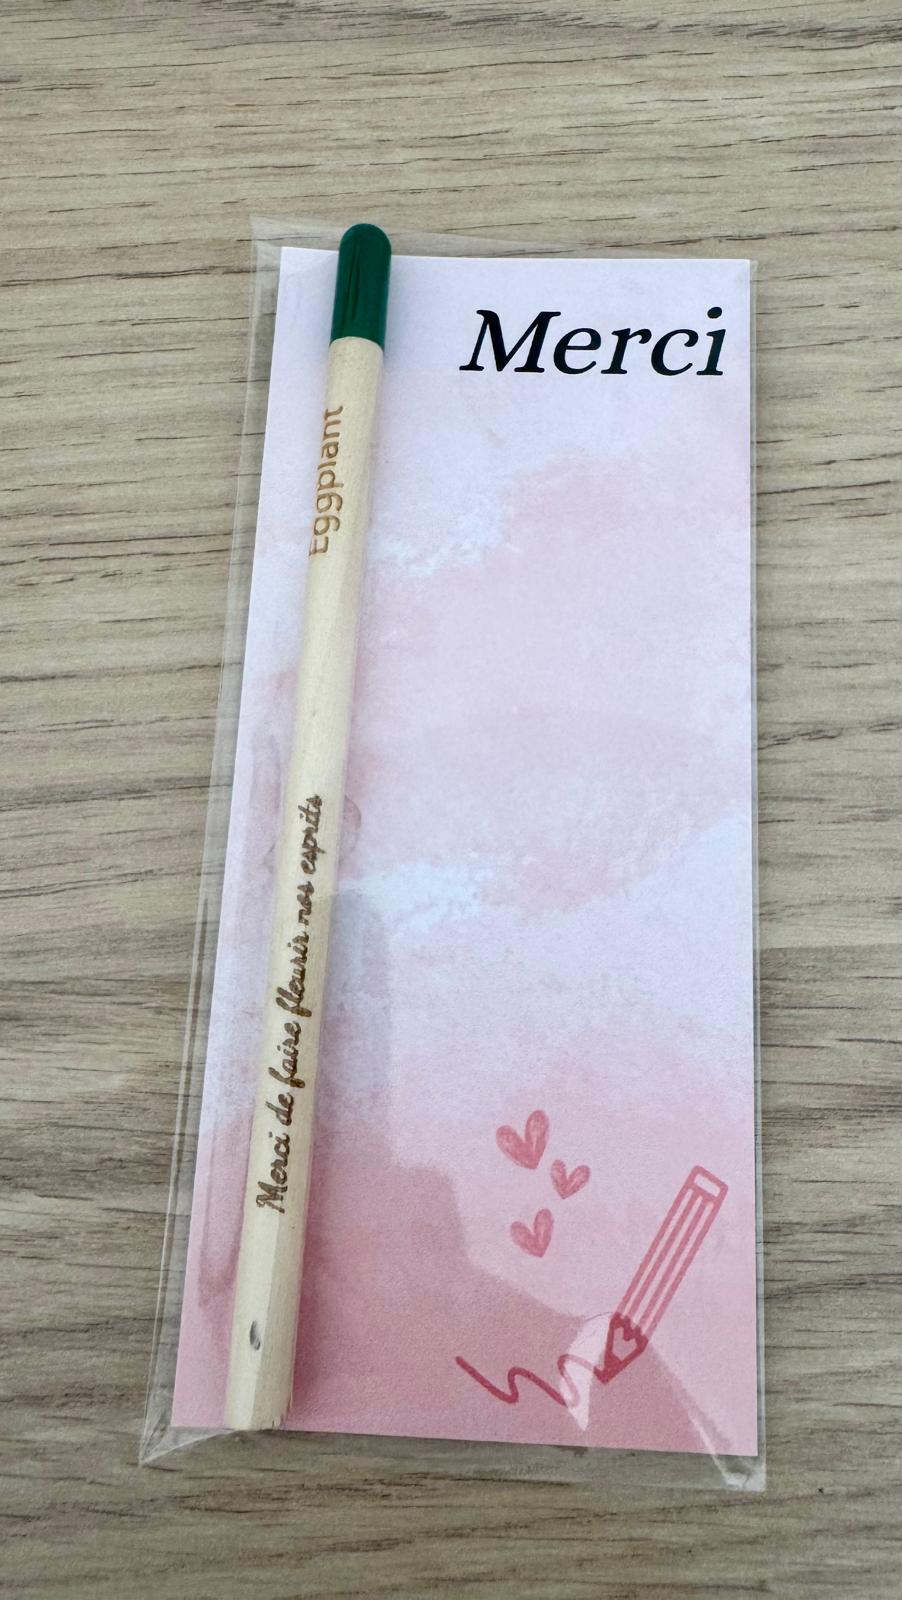 Merci
Eggplant
Merci de faire fleurir nos esprits